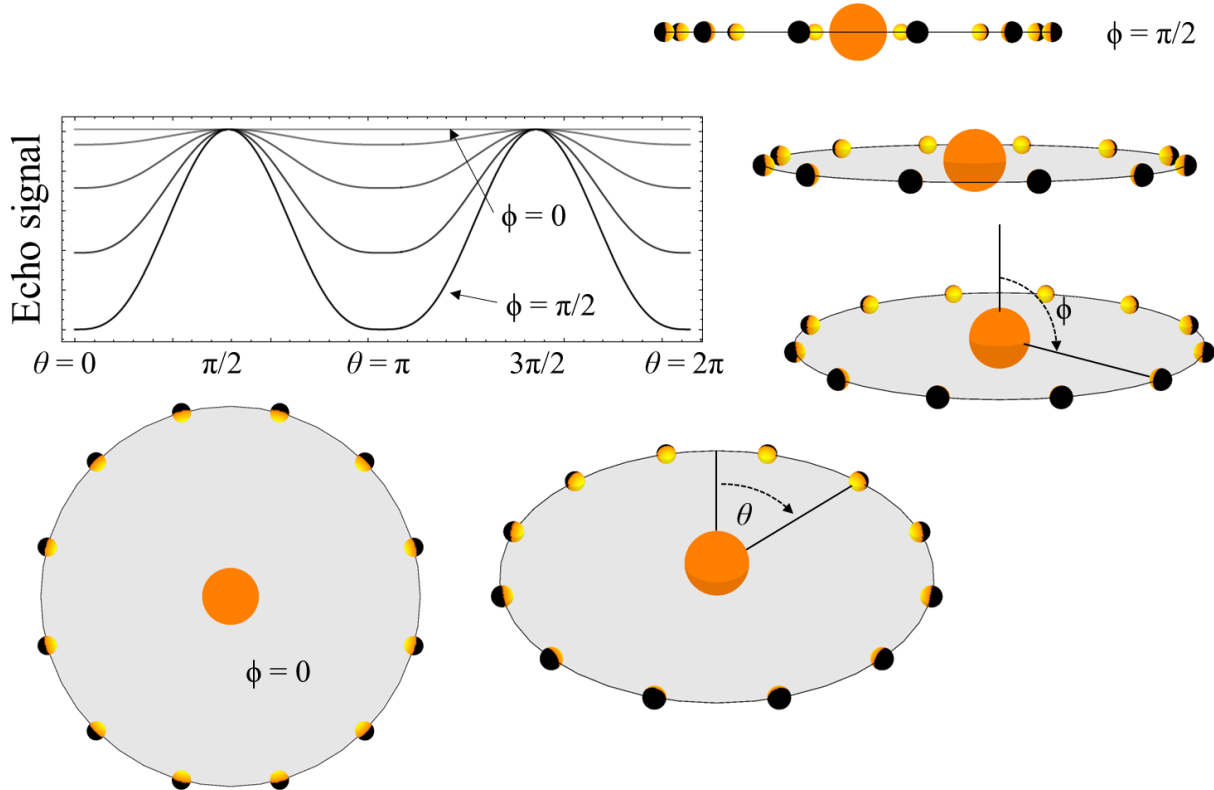 ϕ = π/2
Echo signal
ϕ = 0
ϕ = π/2
θ = 0
π/2
θ = π
3π/2
θ = 2π
ϕ
θ
ϕ = 0